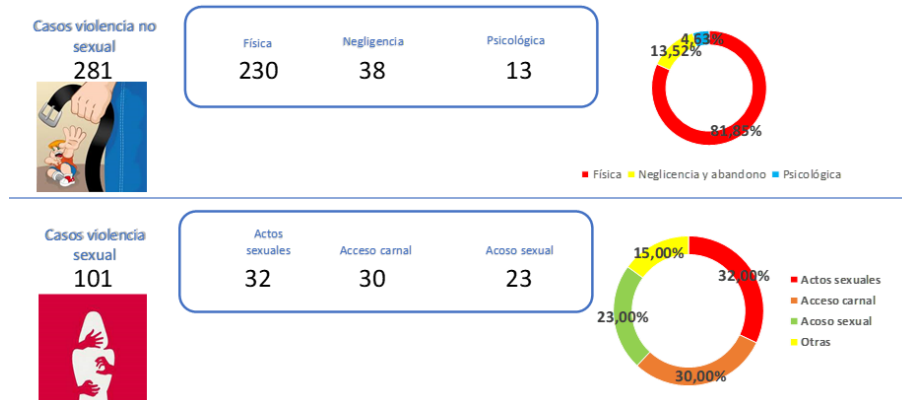 Casos violencia no
sexual
281
Física
Negligencia
Psicológica
230
38
13
4,63%
13,52%
81,85%
Física
Neglicencia y abandono
Psicológica
Casos violencia
sexual
101
Actos
sexuales
Acceso carnal
Acoso sexual
32
30
23
15,00%
32,00%
23,00%
30,00%
Actos sexuales
Acceso carnal
Acoso sexual
Otras